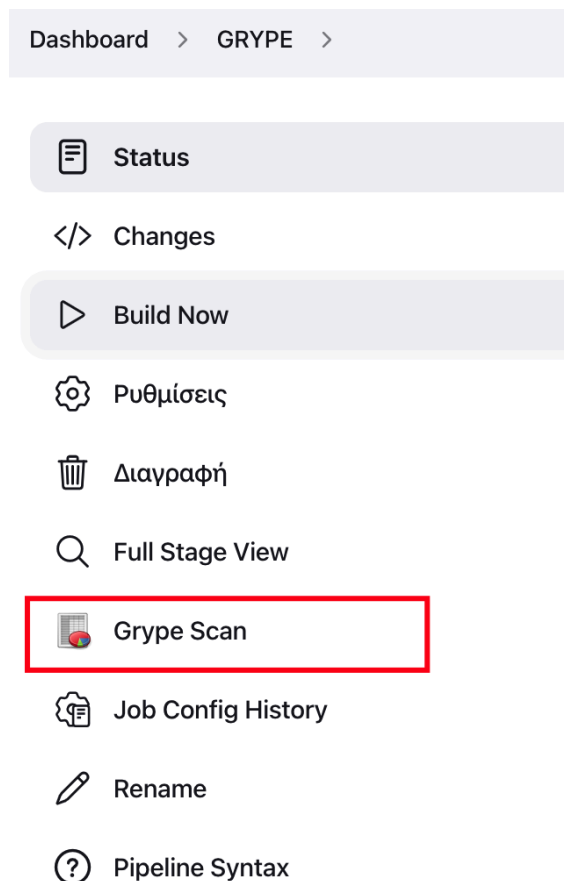 Dashboard > GRYPE >
Status
Changes
Build Now
Ρυθμίσεις
Διαγραφή
Full Stage View
Grype Scan
Job Config History
Rename
Pipeline Syntax